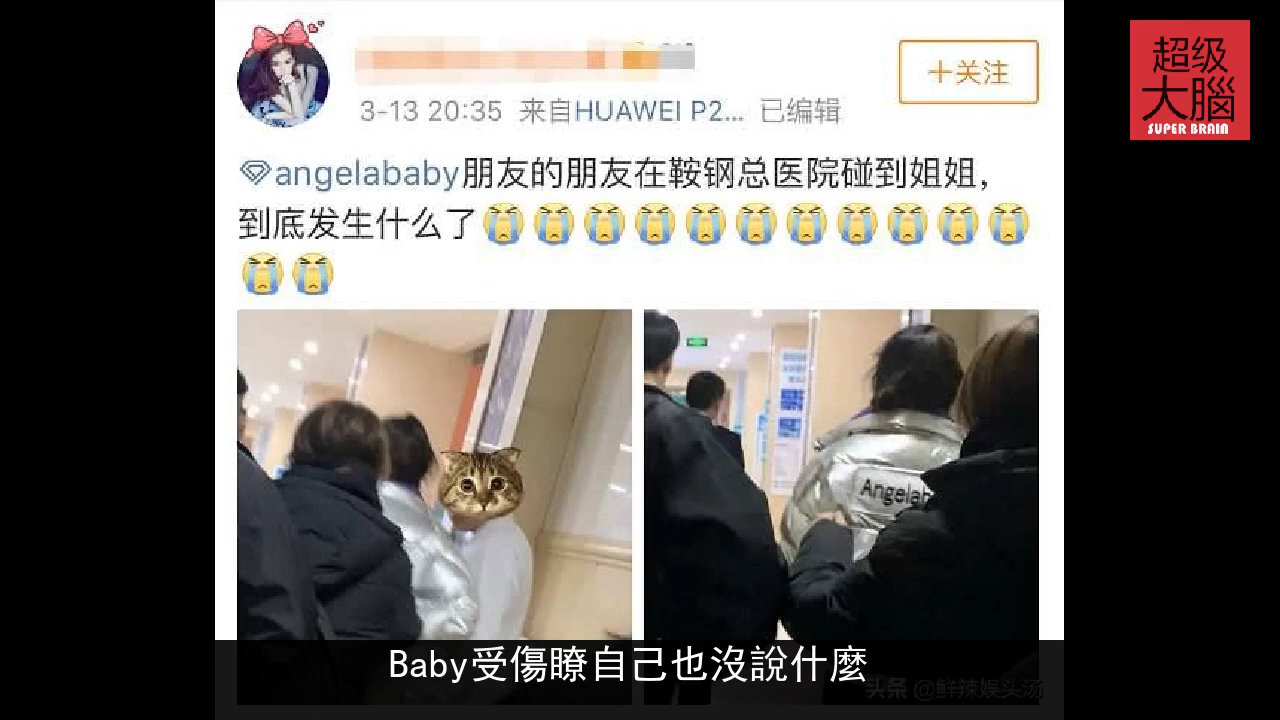 超级
大腦
SUPER BRAIN
+关注
3-13 20:35 来自HUAWEI P2... 已编辑
angelababy朋友的朋友在鞍钢总医院碰到姐姐，
到底发生什么了
Angelab
Baby受傷瞭自己也沒說什麼
头条 @鲜辣娱头汤